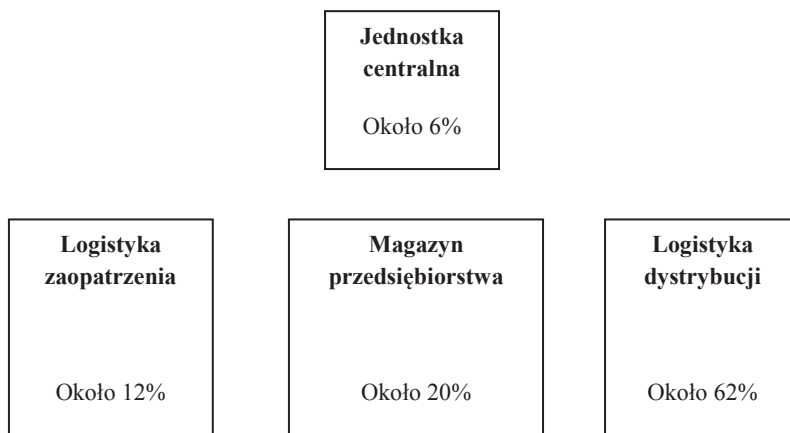 Jednostka
centralna
Około 6%
Logistyka
zaopatrzenia
Około 12%
Magazyn
przedsiębiorstwa
Około 20%
Logistyka
dystrybucji
Około 62%